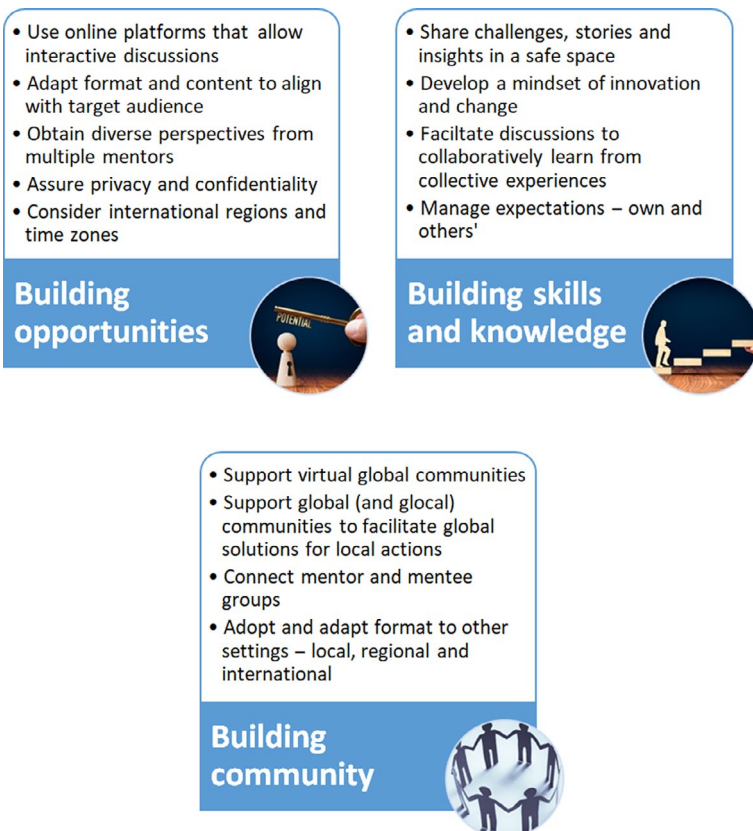 • Use online platforms that allow
interactive discussions
• Adapt format and content to align
with target audience
• Obtain diverse perspectives from
multiple mentors
• Assure privacy and confidentiality
• Consider international regions and
time zones
Building
opportunities
POTENTIAL
• Share challenges, stories and
insights in a safe space
• Develop a mindset of innovation
and change
• Faciltate discussions to
collaboratively learn from
collective experiences
• Manage expectations – own and
others'
Building skills
and knowledge
• Support virtual global communities
• Support global (and glocal)
communities to facilitate global
solutions for local actions
• Connect mentor and mentee
groups
• Adopt and adapt format to other
settings – local, regional and
international
Building
community